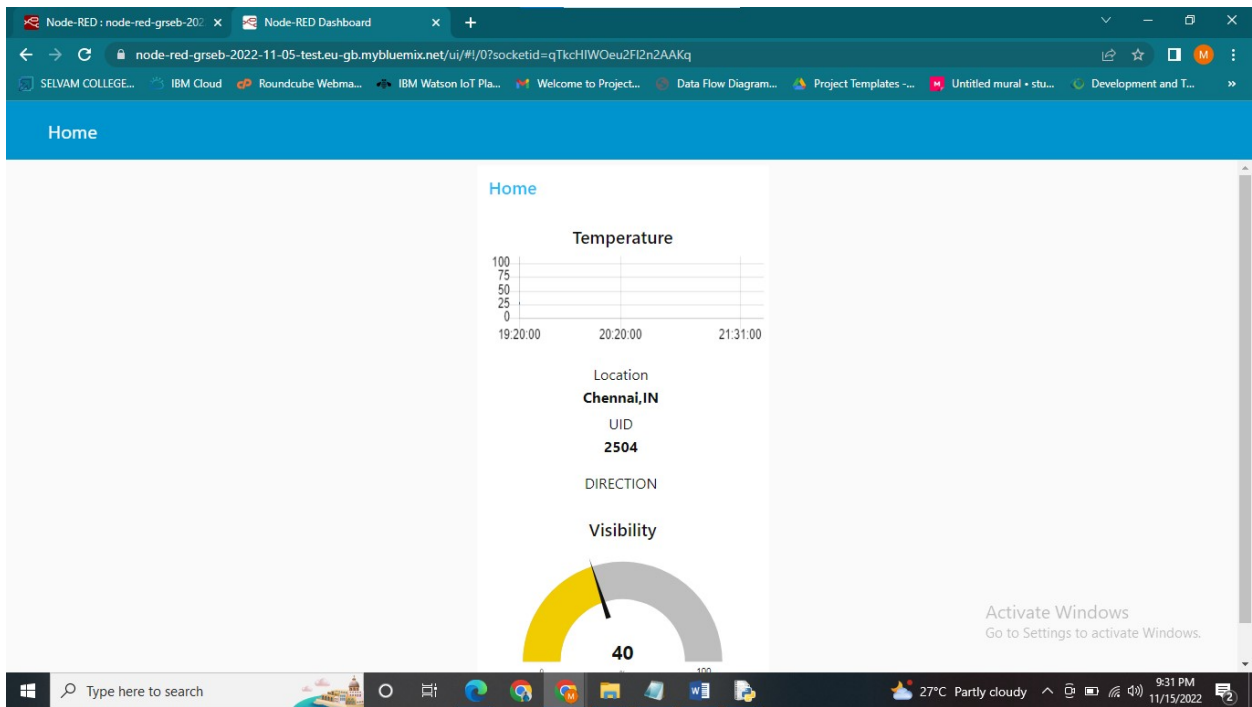 Node-RED : node-red-grseb-202
Node-RED Dashboard
node-red-grseb-2022-11-05-test.eu-gb.mybluemix.net/ui/#!/0?socketid=qTkcHIWOeu2Fl2n2AAKq
M
SELVAM COLLEGE... IBM Cloud Roundcube Webma... IBM Watson IoT Pla... Welcome to Project... Data Flow Diagram... Project Templates -... Untitled mural • stu... Development and T... »
Home
Home
Temperature
100
75
50
25
0
19:20:00 20:20:00 21:31:00
Location
Chennai,IN
UID
2504
DIRECTION
Visibility
40
0 100
Activate Windows
Go to Settings to activate Windows.
Type here to search
27°C Partly cloudy
9:31 PM
11/15/2022
2